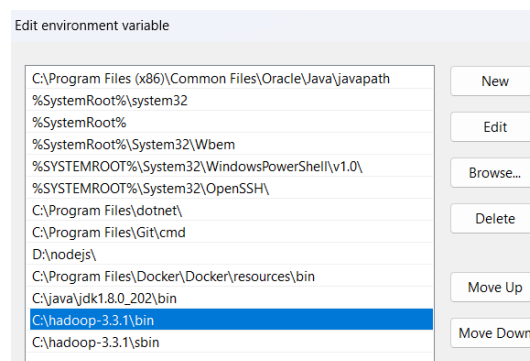 Edit environment variable
C:\Program Files (x86)\Common Files\Oracle\Java\javapath
%SystemRoot%\system32
%SystemRoot%
%SystemRoot%\System32\Wbem
%SYSTEMROOT%\System32\WindowsPowerShell\v1.0\
%SYSTEMROOT%\System32\OpenSSH\
C:\Program Files\dotnet\
C:\Program Files\Git\cmd
D:\nodejs\
C:\Program Files\Docker\Docker\resources\bin
C:\java\jdk1.8.0_202\bin
C:\hadoop-3.3.1\bin
C:\hadoop-3.3.1\sbin
New
Edit
Browse...
Delete
Move Up
Move Down